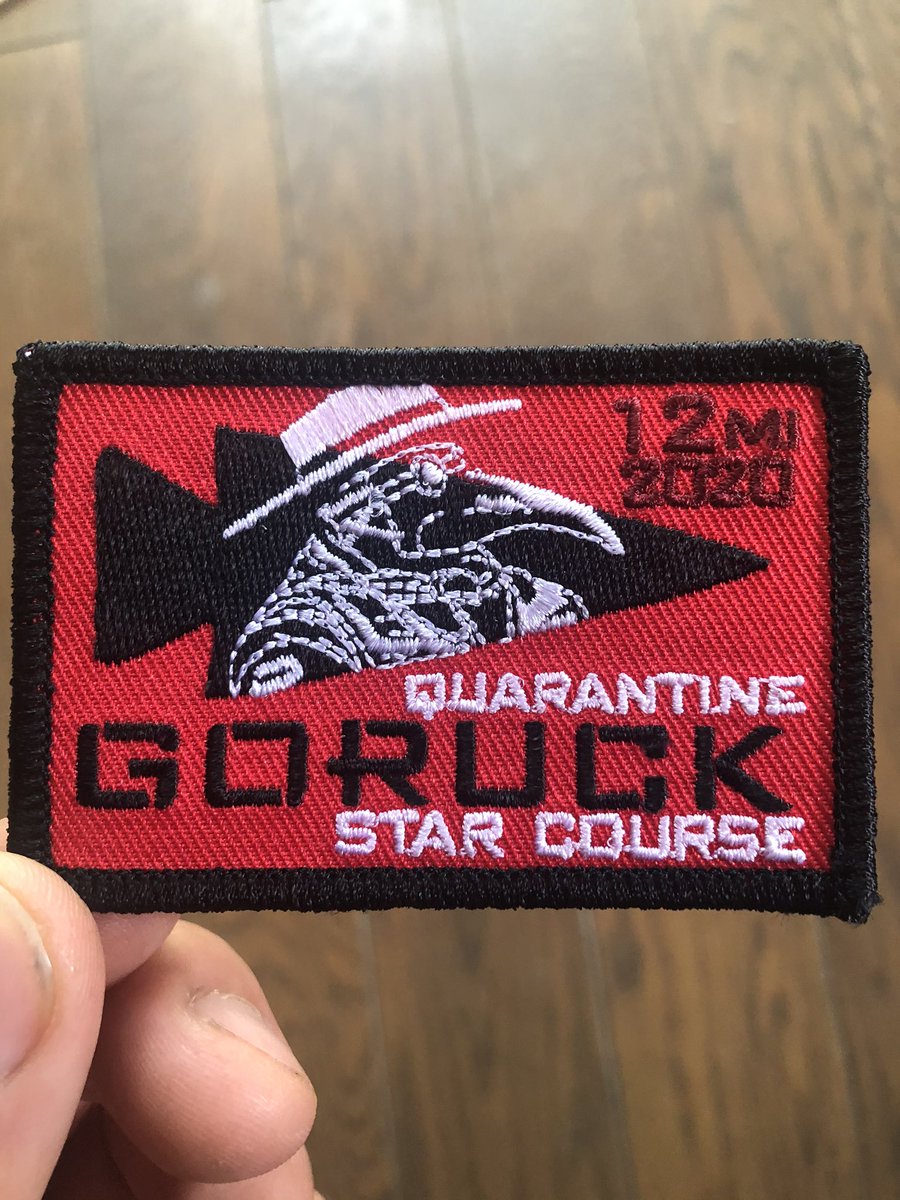 12MI
2020
QUARANTINE
GORUCK
STAR COURSE